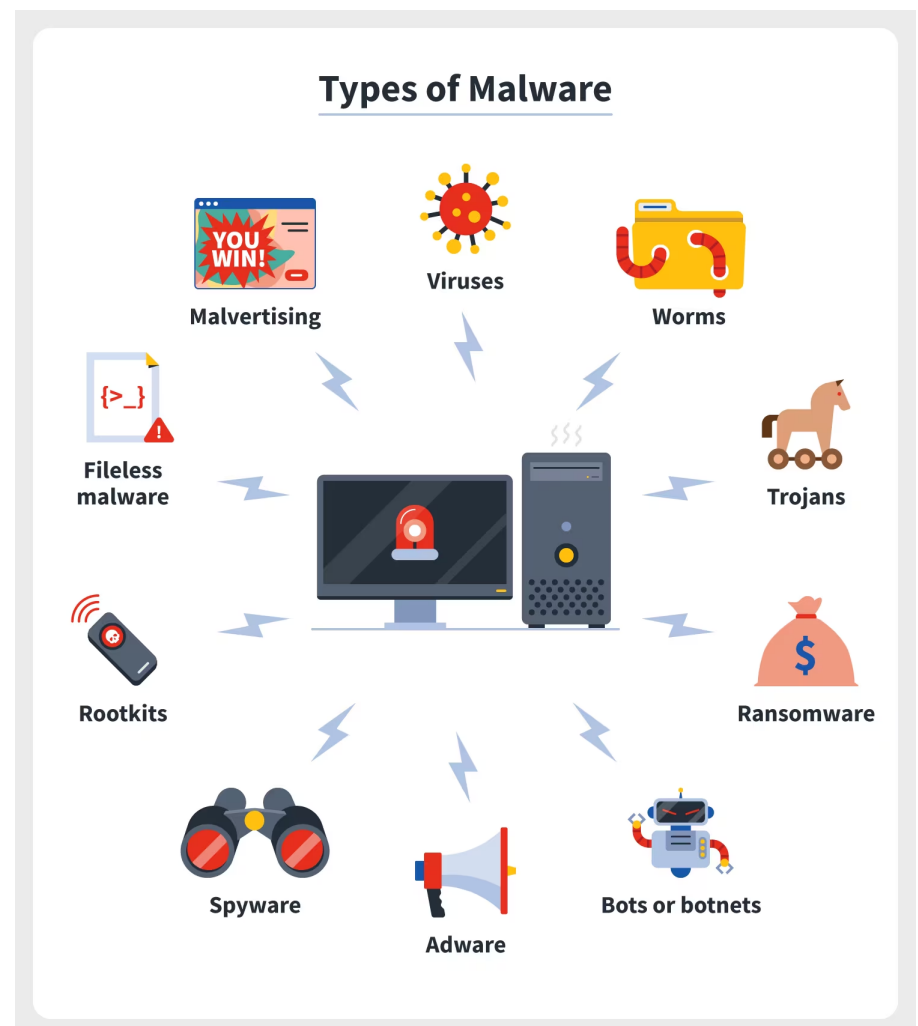 Types of Malware
Viruses
YOU
WIN!
Malvertising
Worms
{>_}
!
Fileless
malware
Trojans
Rootkits
$
Ransomware
Spyware
Adware
Bots or botnets